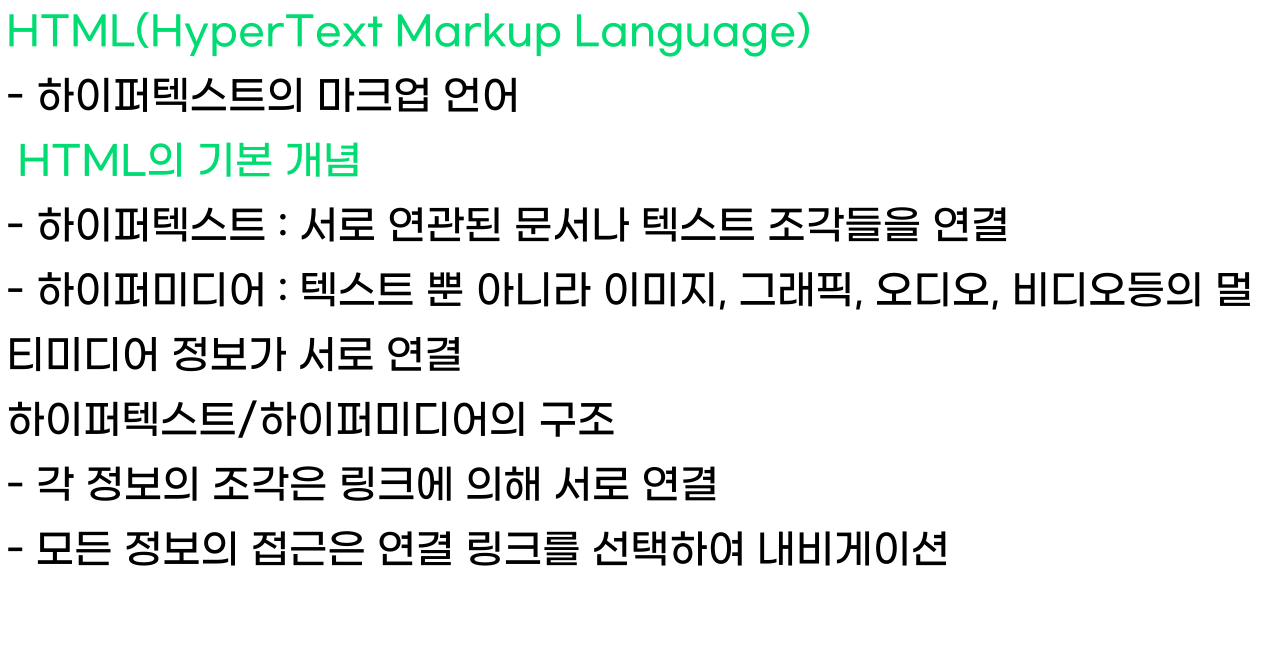 HTML(HyperText Markup Language)
- 하이퍼텍스트의 마크업 언어
HTML의 기본 개념
- 하이퍼텍스트 : 서로 연관된 문서나 텍스트 조각들을 연결
- 하이퍼미디어 : 텍스트 뿐 아니라 이미지, 그래픽, 오디오, 비디오등의 멀
티미디어 정보가 서로 연결
하이퍼텍스트/하이퍼미디어의 구조
- 각 정보의 조각은 링크에 의해 서로 연결
- 모든 정보의 접근은 연결 링크를 선택하여 내비게이션